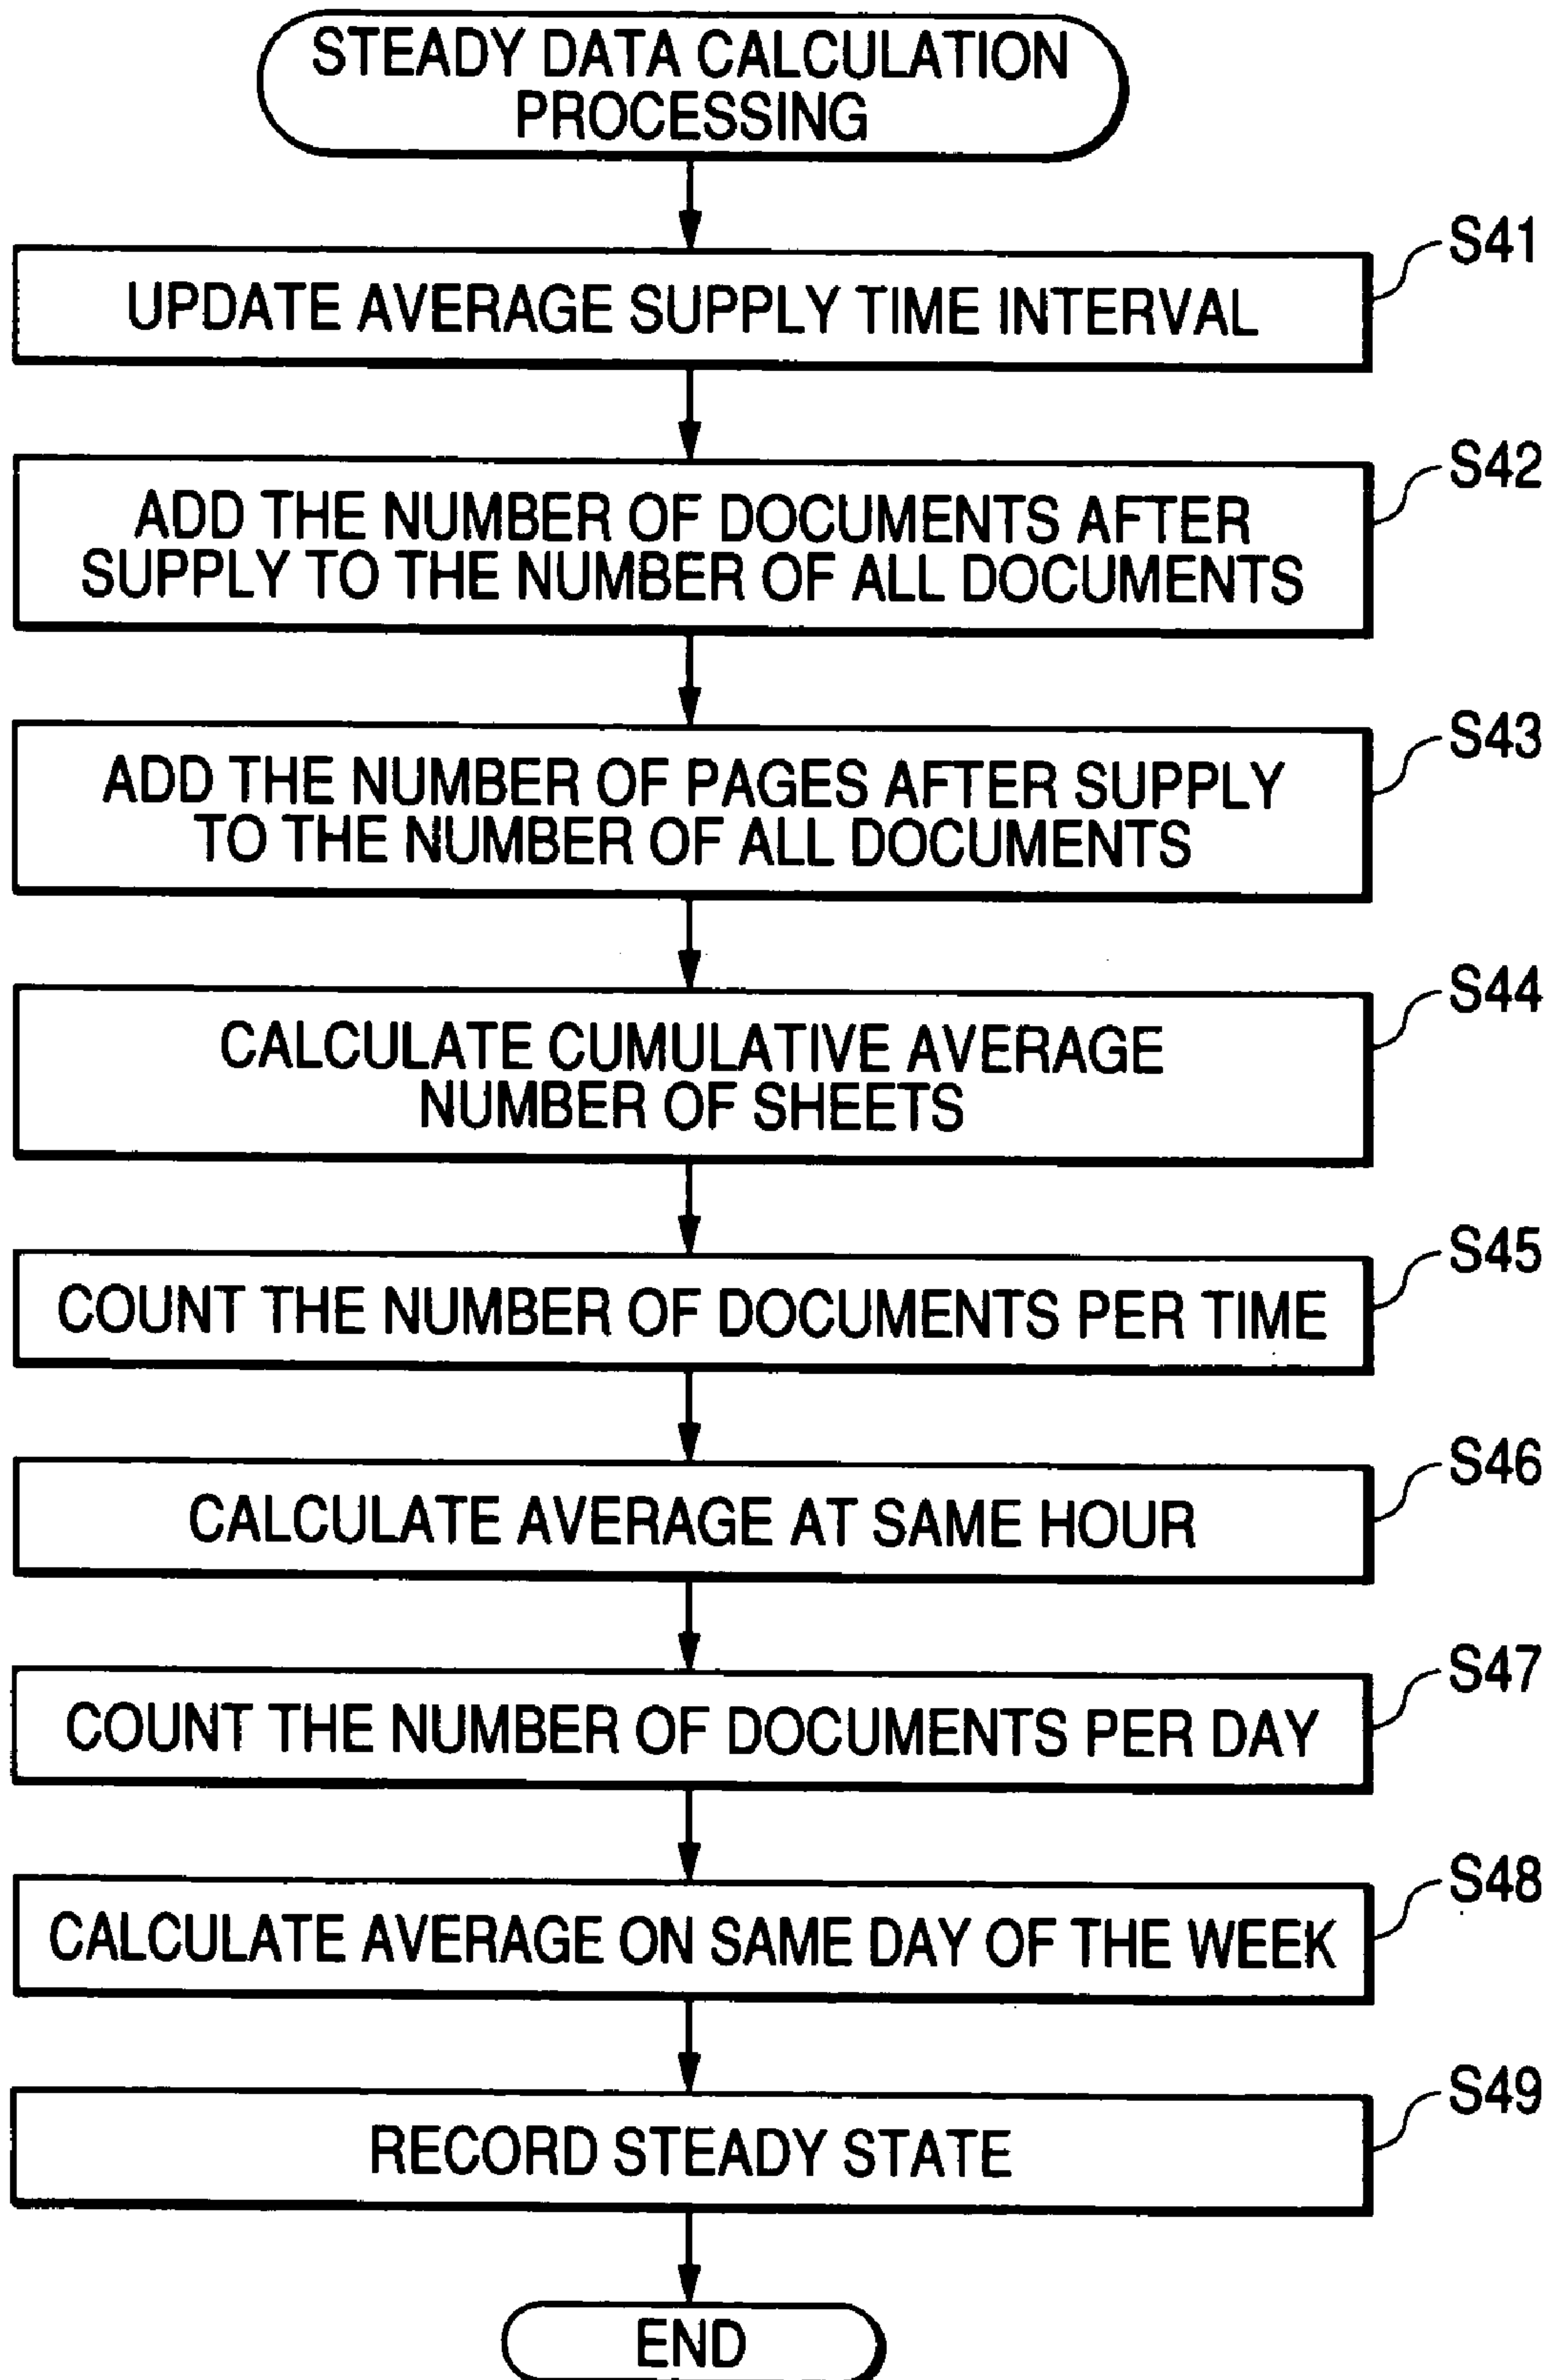 STEADY DATA CALCULATION
PROCESSING
S41
UPDATE AVERAGE SUPPLY TIME INTERVAL
S42
ADD THE NUMBER OF DOCUMENTS AFTER
SUPPLY TO THE NUMBER OF ALL DOCUMENTS
S43
ADD THE NUMBER OF PAGES AFTER SUPPLY
TO THE NUMBER OF ALL DOCUMENTS
S44
CALCULATE CUMULATIVE AVERAGE
NUMBER OF SHEETS
S45
COUNT THE NUMBER OF DOCUMENTS PER TIME
S46
CALCULATE AVERAGE AT SAME HOUR
S47
COUNT THE NUMBER OF DOCUMENTS PER DAY
S48
CALCULATE AVERAGE ON SAME DAY OF THE WEEK
S49
RECORD STEADY STATE
END